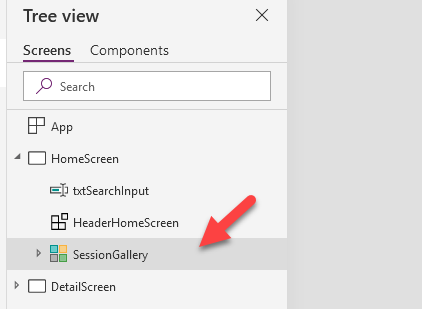 Tree view
Screens Components
Search
App
HomeScreen
txtSearchInput
HeaderHomeScreen
SessionGallery
DetailScreen